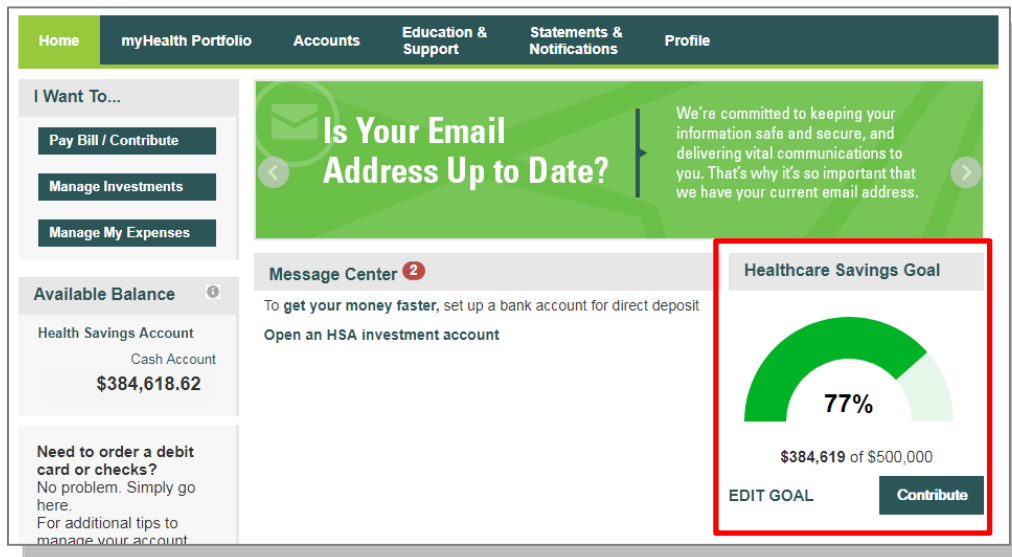 Home
myHealth Portfolio
Accounts
Education &
Support
Statements &
Notifications
Profile
I Want To...
Pay Bill / Contribute
Manage Investments
Manage My Expenses
Is Your Email
Address Up to Date?
We're committed to keeping your
information safe and secure, and
delivering vital communications to
you. That's why it's so important that
we have your current email address.
Available Balance
Health Savings Account
Cash Account
$384,618.62
Need to order a debit
card or checks?
No problem. Simply go
here.
For additional tips to
manage your account
Message Center 2
To get your money faster, set up a bank account for direct deposit
Open an HSA investment account
Healthcare Savings Goal
77%
$384,619 of $500,000
EDIT GOAL
Contribute